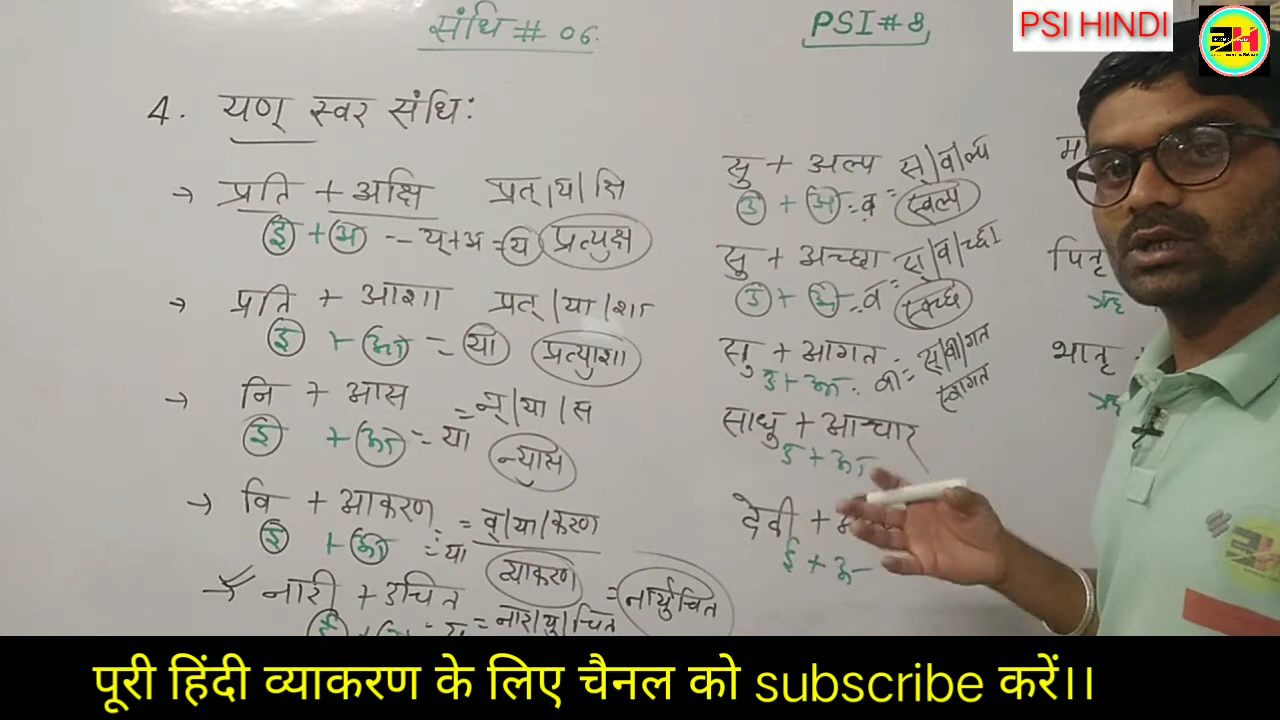 संधि # 06.
PSI # 8
PSI HINDI
4. यण् स्वर संधि:
→ प्रति + अक्षि प्रत्|य|क्षि
इ + अ -- य्+अ = य प्रत्यक्ष
→ प्रति + आशा प्रत्|या|शा
इ + आ = या प्रत्याशा
→ नि + आस = न्|या|स
इ + आ = या न्यास
→ वि + आकरण = व्|या|करण
इ + आ = या व्याकरण
→ नारी + उचित = नार्|यु|चित = नार्युचित
सु + अल्प स्|व|ल्प
उ + अ = व = स्वल्प
सु + अच्छा = स्|व|च्छा
उ + अ = व स्वच्छ
सु + आगत = स्|वा|गत
उ + आ = वा स्वागत
साधु + आचार
उ + आ
देवी +
ई +
पितृ
ऋ
भ्रातृ
ऋ
पूरी हिंदी व्याकरण के लिए चैनल को subscribe करें।।